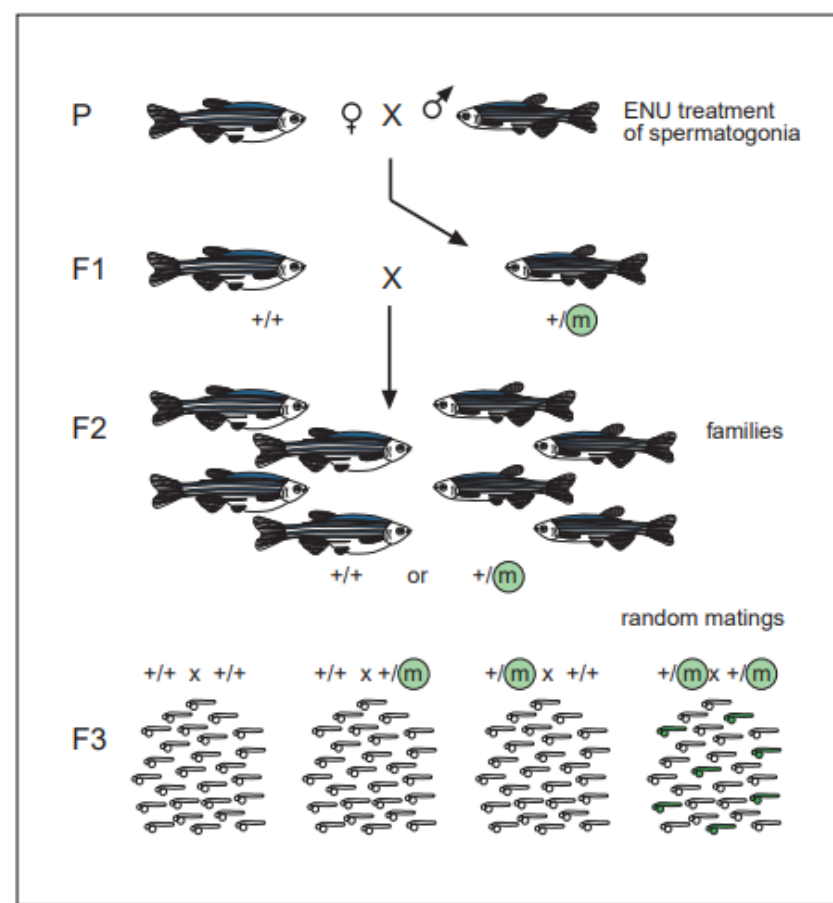 P ♀ X ♂ ENU treatment
of spermatogonia
F1 X
+/+ +/m
F2 families
+/+ or +/m
random matings
+/+ x +/+ +/+ x +/m +/m x +/+ +/m x +/m
F3